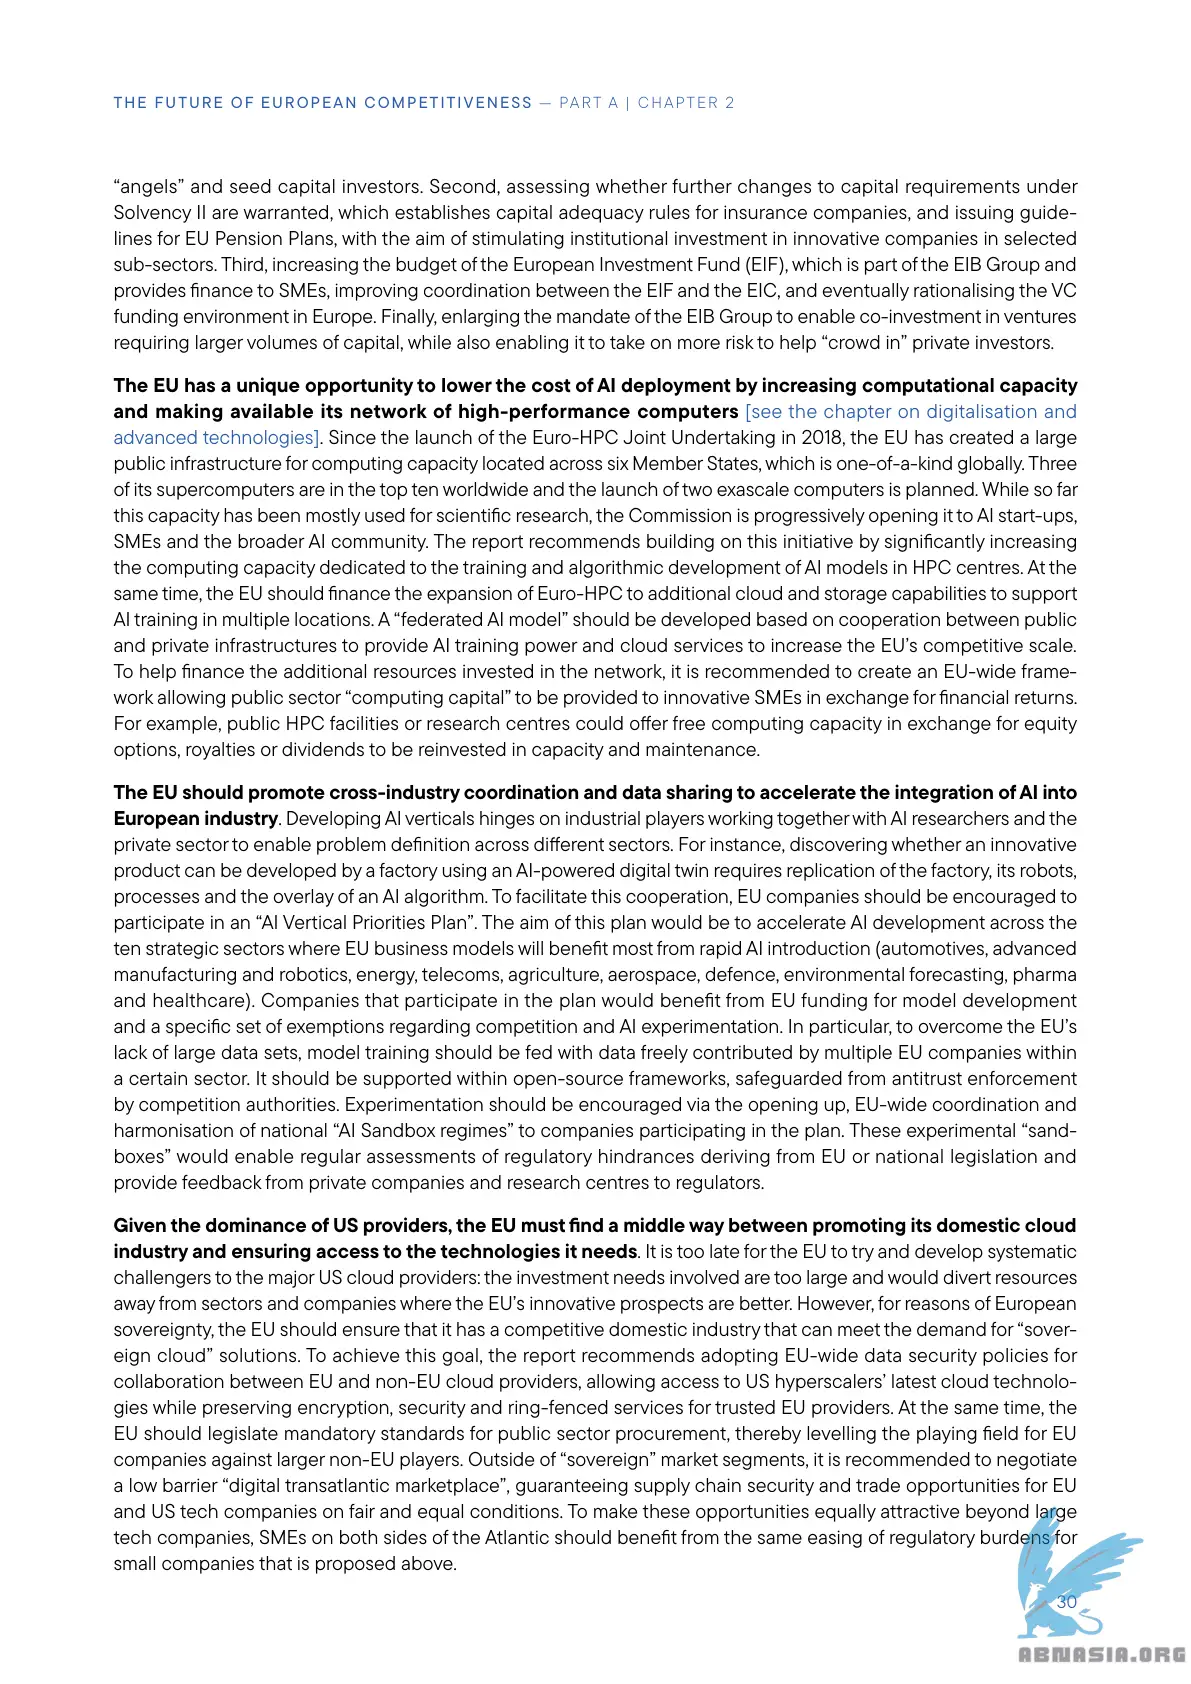 THE FUTURE OF EUROPEAN COMPETITIVENESS — PART A | CHAPTER 2
“angels” and seed capital investors. Second, assessing whether further changes to capital requirements under
Solvency II are warranted, which establishes capital adequacy rules for insurance companies, and issuing guide-
lines for EU Pension Plans, with the aim of stimulating institutional investment in innovative companies in selected
sub-sectors. Third, increasing the budget of the European Investment Fund (EIF), which is part of the EIB Group and
provides finance to SMEs, improving coordination between the EIF and the EIC, and eventually rationalising the VC
funding environment in Europe. Finally, enlarging the mandate of the EIB Group to enable co-investment in ventures
requiring larger volumes of capital, while also enabling it to take on more risk to help “crowd in” private investors.
The EU has a unique opportunity to lower the cost of AI deployment by increasing computational capacity
and making available its network of high-performance computers [see the chapter on digitalisation and
advanced technologies]. Since the launch of the Euro-HPC Joint Undertaking in 2018, the EU has created a large
public infrastructure for computing capacity located across six Member States, which is one-of-a-kind globally. Three
of its supercomputers are in the top ten worldwide and the launch of two exascale computers is planned. While so far
this capacity has been mostly used for scientific research, the Commission is progressively opening it to AI start-ups,
SMEs and the broader AI community. The report recommends building on this initiative by significantly increasing
the computing capacity dedicated to the training and algorithmic development of AI models in HPC centres. At the
same time, the EU should finance the expansion of Euro-HPC to additional cloud and storage capabilities to support
AI training in multiple locations. A “federated AI model” should be developed based on cooperation between public
and private infrastructures to provide AI training power and cloud services to increase the EU’s competitive scale.
To help finance the additional resources invested in the network, it is recommended to create an EU-wide frame-
work allowing public sector “computing capital” to be provided to innovative SMEs in exchange for financial returns.
For example, public HPC facilities or research centres could offer free computing capacity in exchange for equity
options, royalties or dividends to be reinvested in capacity and maintenance.
The EU should promote cross-industry coordination and data sharing to accelerate the integration of AI into
European industry. Developing AI verticals hinges on industrial players working together with AI researchers and the
private sector to enable problem definition across different sectors. For instance, discovering whether an innovative
product can be developed by a factory using an AI-powered digital twin requires replication of the factory, its robots,
processes and the overlay of an AI algorithm. To facilitate this cooperation, EU companies should be encouraged to
participate in an “AI Vertical Priorities Plan”. The aim of this plan would be to accelerate AI development across the
ten strategic sectors where EU business models will benefit most from rapid AI introduction (automotives, advanced
manufacturing and robotics, energy, telecoms, agriculture, aerospace, defence, environmental forecasting, pharma
and healthcare). Companies that participate in the plan would benefit from EU funding for model development
and a specific set of exemptions regarding competition and AI experimentation. In particular, to overcome the EU’s
lack of large data sets, model training should be fed with data freely contributed by multiple EU companies within
a certain sector. It should be supported within open-source frameworks, safeguarded from antitrust enforcement
by competition authorities. Experimentation should be encouraged via the opening up, EU-wide coordination and
harmonisation of national “AI Sandbox regimes” to companies participating in the plan. These experimental “sand-
boxes” would enable regular assessments of regulatory hindrances deriving from EU or national legislation and
provide feedback from private companies and research centres to regulators.
Given the dominance of US providers, the EU must find a middle way between promoting its domestic cloud
industry and ensuring access to the technologies it needs. It is too late for the EU to try and develop systematic
challengers to the major US cloud providers: the investment needs involved are too large and would divert resources
away from sectors and companies where the EU’s innovative prospects are better. However, for reasons of European
sovereignty, the EU should ensure that it has a competitive domestic industry that can meet the demand for “sover-
eign cloud” solutions. To achieve this goal, the report recommends adopting EU-wide data security policies for
collaboration between EU and non-EU cloud providers, allowing access to US hyperscalers’ latest cloud technolo-
gies while preserving encryption, security and ring-fenced services for trusted EU providers. At the same time, the
EU should legislate mandatory standards for public sector procurement, thereby levelling the playing field for EU
companies against larger non-EU players. Outside of “sovereign” market segments, it is recommended to negotiate
a low barrier “digital transatlantic marketplace”, guaranteeing supply chain security and trade opportunities for EU
and US tech companies on fair and equal conditions. To make these opportunities equally attractive beyond large
tech companies, SMEs on both sides of the Atlantic should benefit from the same easing of regulatory burdens for
small companies that is proposed above.
30
ABNASIA.ORG